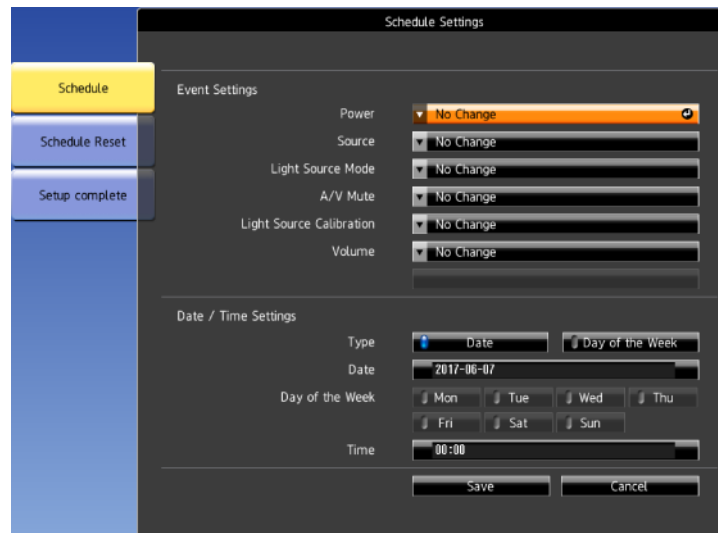 Schedule Settings
Schedule
Schedule Reset
Setup complete
Event Settings
Power No Change
Source No Change
Light Source Mode No Change
A/V Mute No Change
Light Source Calibration No Change
Volume No Change
Date / Time Settings
Type Date Day of the Week
Date 2017-06-07
Day of the Week Mon Tue Wed Thu
Fri Sat Sun
Time 00:00
Save Cancel